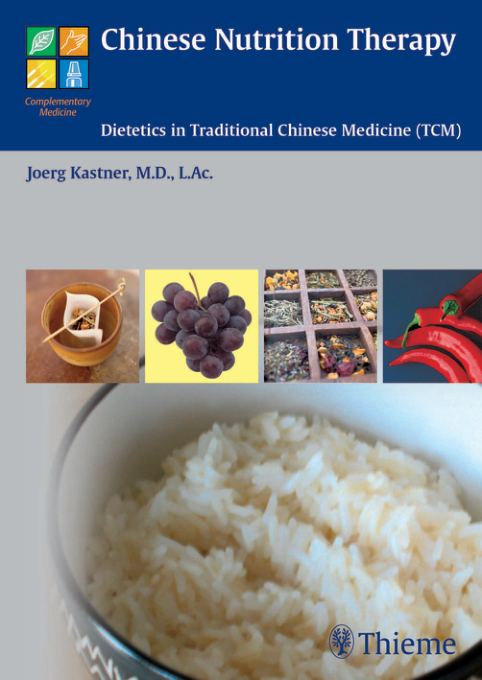 Chinese Nutrition Therapy
Complementary
Medicine
Dietetics in Traditional Chinese Medicine (TCM)
Joerg Kastner, M.D., L.Ac.
Thieme